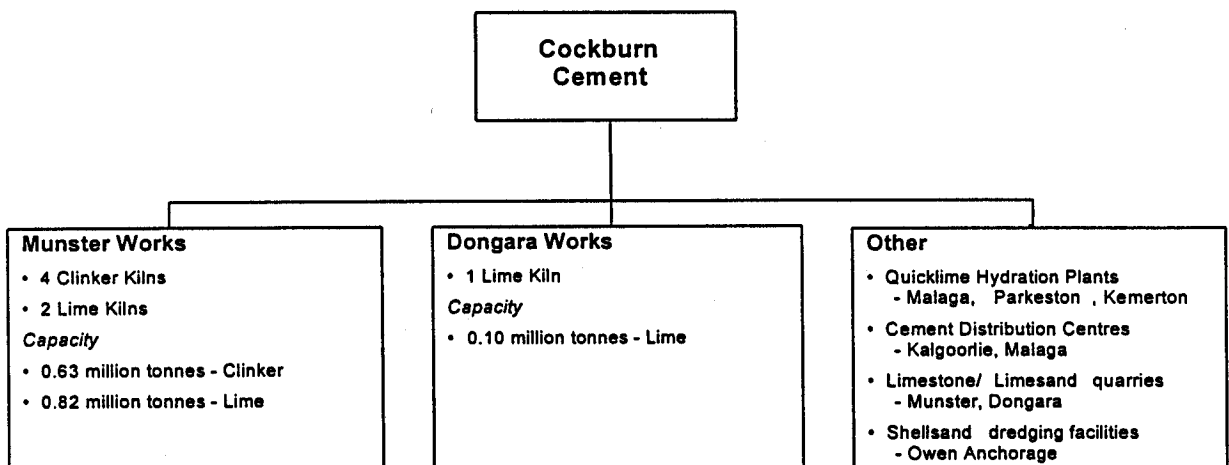 Cockburn
Cement
Munster Works
• 4 Clinker Kilns
• 2 Lime Kilns
Capacity
• 0.63 million tonnes - Clinker
• 0.82 million tonnes - Lime
Dongara Works
• 1 Lime Kiln
Capacity
• 0.10 million tonnes - Lime
Other
• Quicklime Hydration Plants
- Malaga, Parkeston , Kemerton
• Cement Distribution Centres
- Kalgoorlie, Malaga
• Limestone/ Limesand quarries
- Munster, Dongara
• Shellsand dredging facilities
- Owen Anchorage